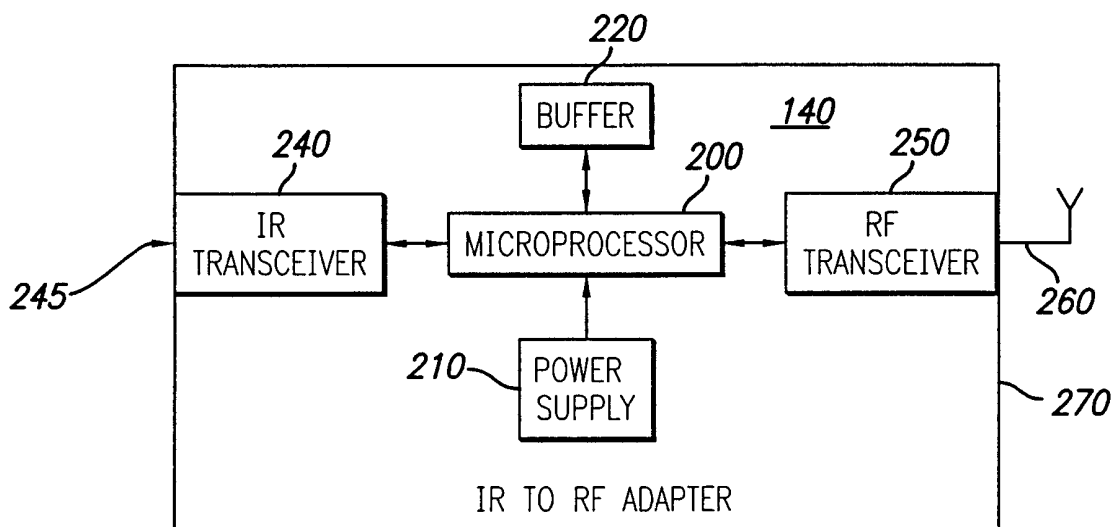 220
BUFFER
140
240
200
250
IR
TRANSCEIVER
MICROPROCESSOR
RF
TRANSCEIVER
245
260
210
POWER
SUPPLY
270
IR TO RF ADAPTER